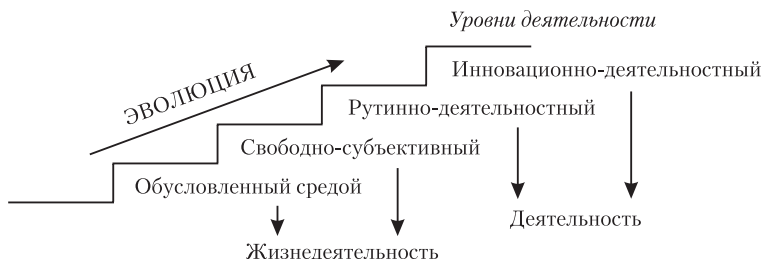 Уровни деятельности
ЭВОЛЮЦИЯ
Инновационно-деятельностный
Рутинно-деятельностный
Свободно-субъективный
Обусловленный средой
Деятельность
Жизнедеятельность